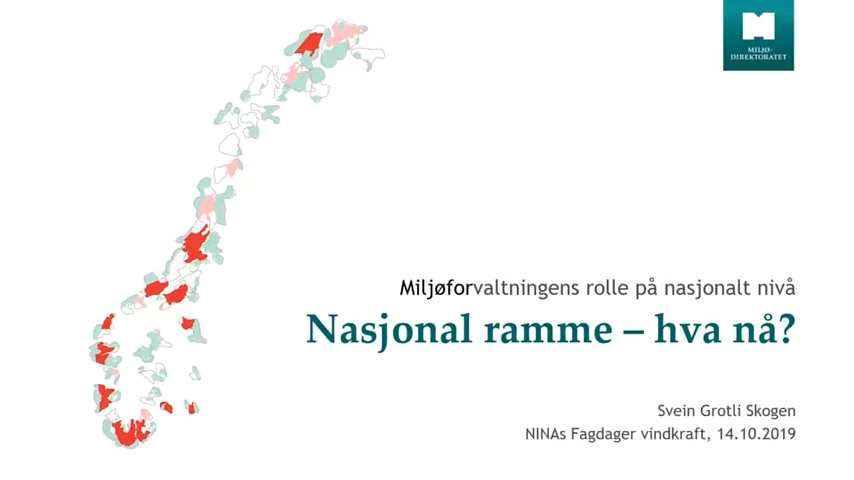 MILJØ-
DIREKTORATET
Miljøforvaltningens rolle på nasjonalt nivå
Nasjonal ramme – hva nå?
Svein Grotli Skogen
NINAs Fagdager vindkraft, 14.10.2019